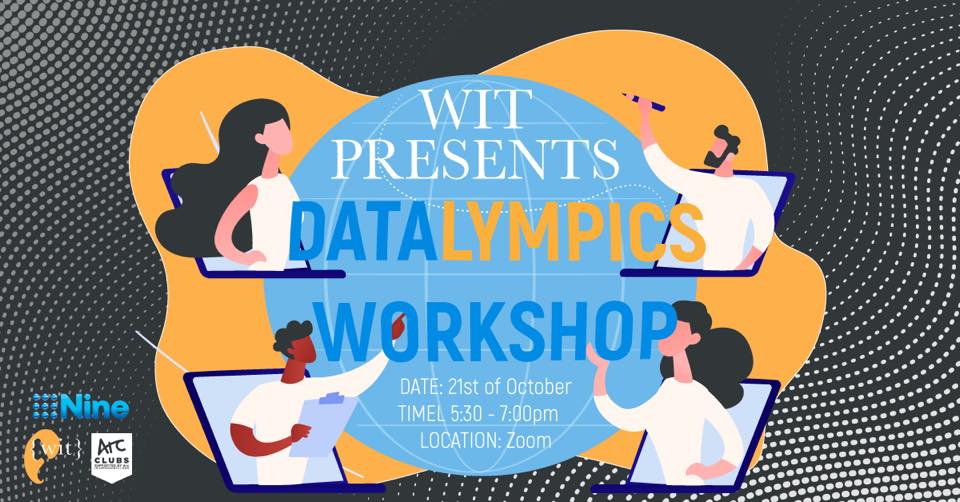 WIT
PRESENTS
DATALYMPICS
WORKSHOP
DATE: 21st of October
TIMEL 5:30 - 7:00pm
LOCATION: Zoom
Nine
{wit}
ARC
CLUBS